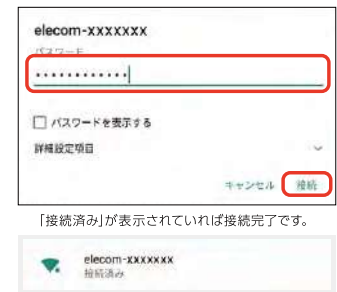 elecom-xxxxxxx
パスワード
••••••••••••
パスワードを表示する
詳細設定項目
キャンセル 接続
「接続済み」が表示されていれば接続完了です。
elecom-xxxxxxx
接続済み